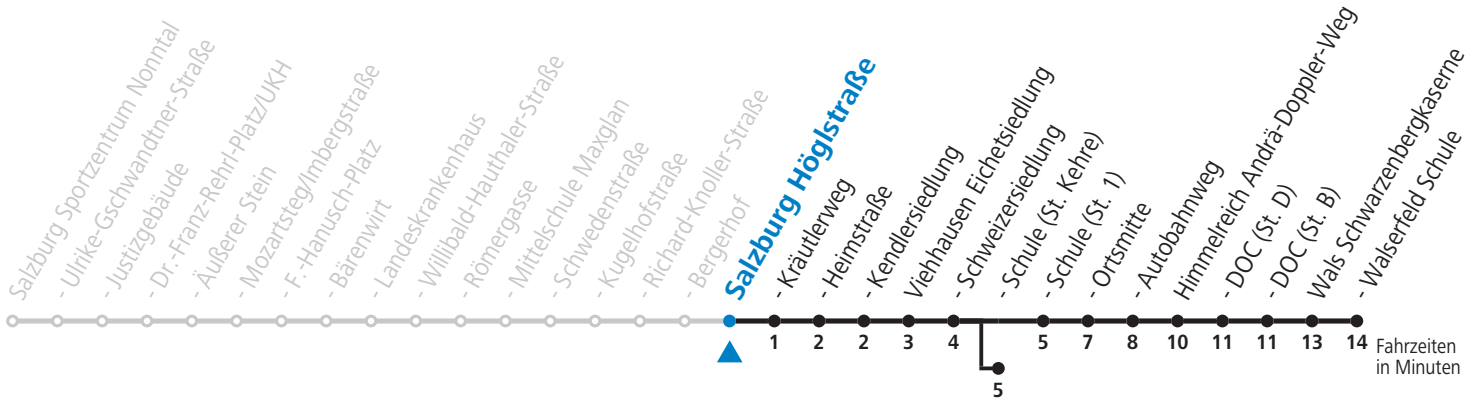 Salzburg Sportzentrum Nonntal
- Ulrike-Gschwandtner-Straße
- Justizgebäude
- Dr.-Franz-Rehrl-Platz/UKH
- Äußerer Stein
- Mozartsteg/Imbergstraße
- F.-Hanusch-Platz
- Bärenwirt
- Landeskrankenhaus
- Willibald-Hauthaler-Straße
- Römergasse
- Mittelschule Maxglan
- Schwedenstraße
- Kugelhofstraße
- Richard-Knoller-Straße
- Bergerhof
Salzburg Höglstraße
- Kräutlerweg
- Heimstraße
- Kendlersiedlung
Viehhausen Eichetsiedlung
- Schweizersiedlung
- Schule (St. Kehre)
- Schule (St. 1)
- Ortsmitte
- Autobahnweg
Himmelreich Andrä-Doppler-Weg
- DOC (St. D)
- DOC (St. B)
Wals Schwarzenbergkaserne
- Walserfeld Schule
1 2 2 3 4 5 7 8 10 11 11 13 14
5
Fahrzeiten
in Minuten